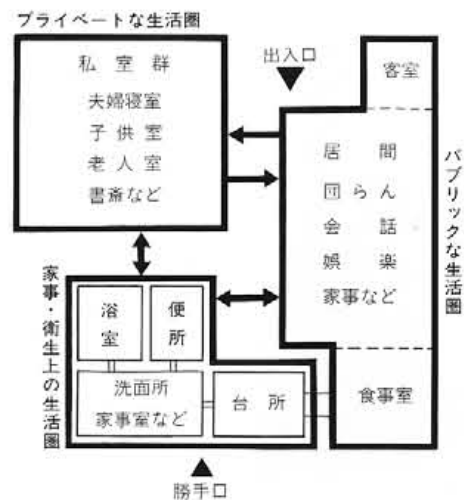 プライベートな生活圏
私室群
夫婦寝室
子供室
老人室
書斎など
出入口
客室
居間
団らん
会話
娯楽
家事など
食事室
パブリックな生活圏
家事・衛生上の生活圏
浴室
便所
洗面所
家事室など
台所
勝手口